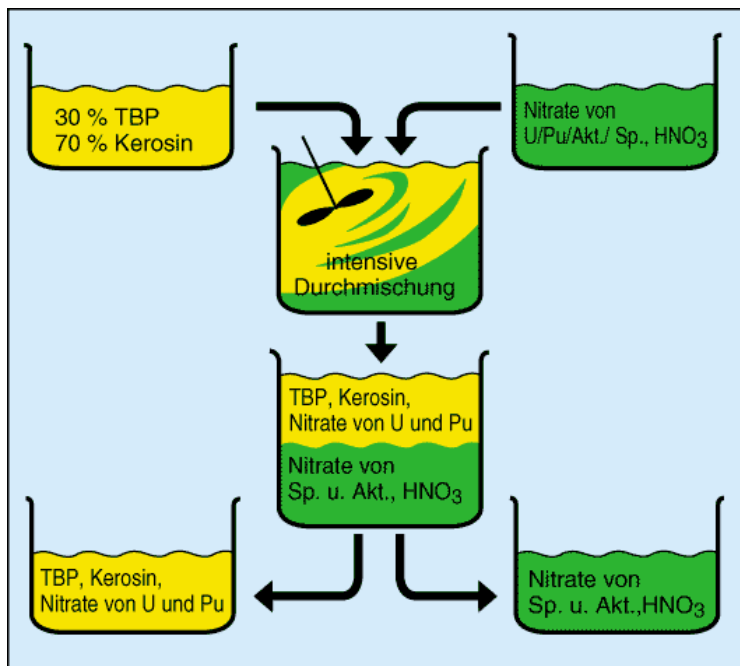 30 % TBP
70 % Kerosin
Nitrate von
U/Pu/Akt./ Sp., HNO₃
intensive
Durchmischung
TBP, Kerosin,
Nitrate von U und Pu
Nitrate von
Sp. u. Akt., HNO₃
TBP, Kerosin,
Nitrate von U und Pu
Nitrate von
Sp. u. Akt.,HNO₃